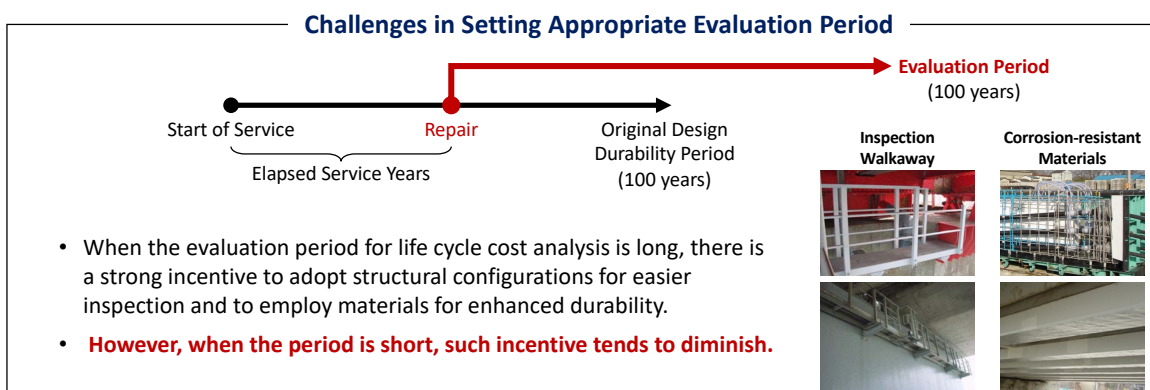 Challenges in Setting Appropriate Evaluation Period
Evaluation Period
(100 years)
Start of Service
Repair
Original Design
Durability Period
(100 years)
Elapsed Service Years
Inspection
Walkaway
Corrosion-resistant
Materials
• When the evaluation period for life cycle cost analysis is long, there is
a strong incentive to adopt structural configurations for easier
inspection and to employ materials for enhanced durability.
• However, when the period is short, such incentive tends to diminish.